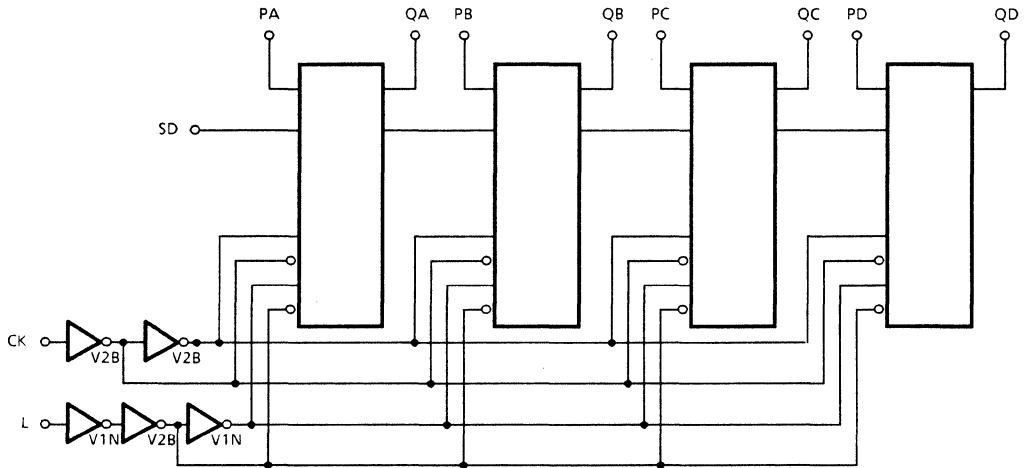 PA QA PB QB PC QC PD QD
SD
CK V2B V2B
L V1N V2B V1N